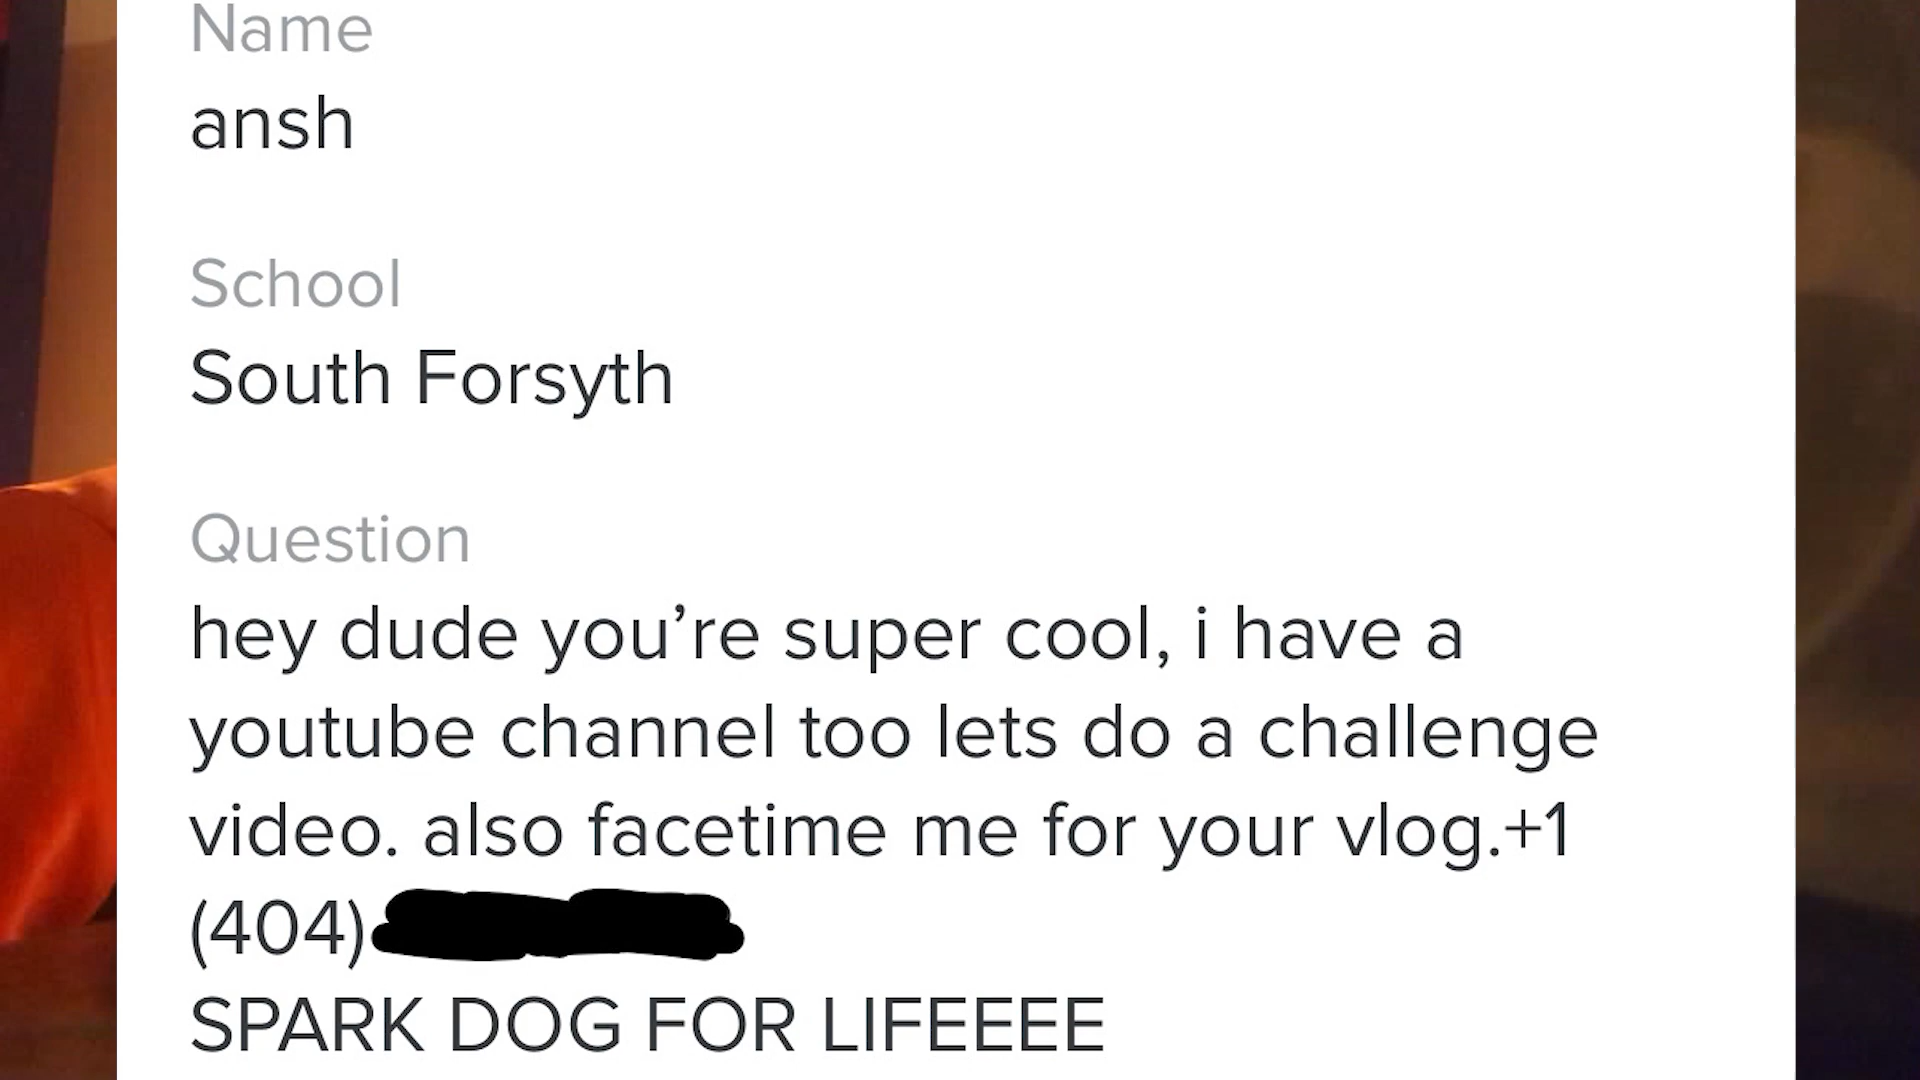 Name
ansh
School
South Forsyth
Question
hey dude you’re super cool, i have a
youtube channel too lets do a challenge
video. also facetime me for your vlog.+1
(404)
SPARK DOG FOR LIFEEEE